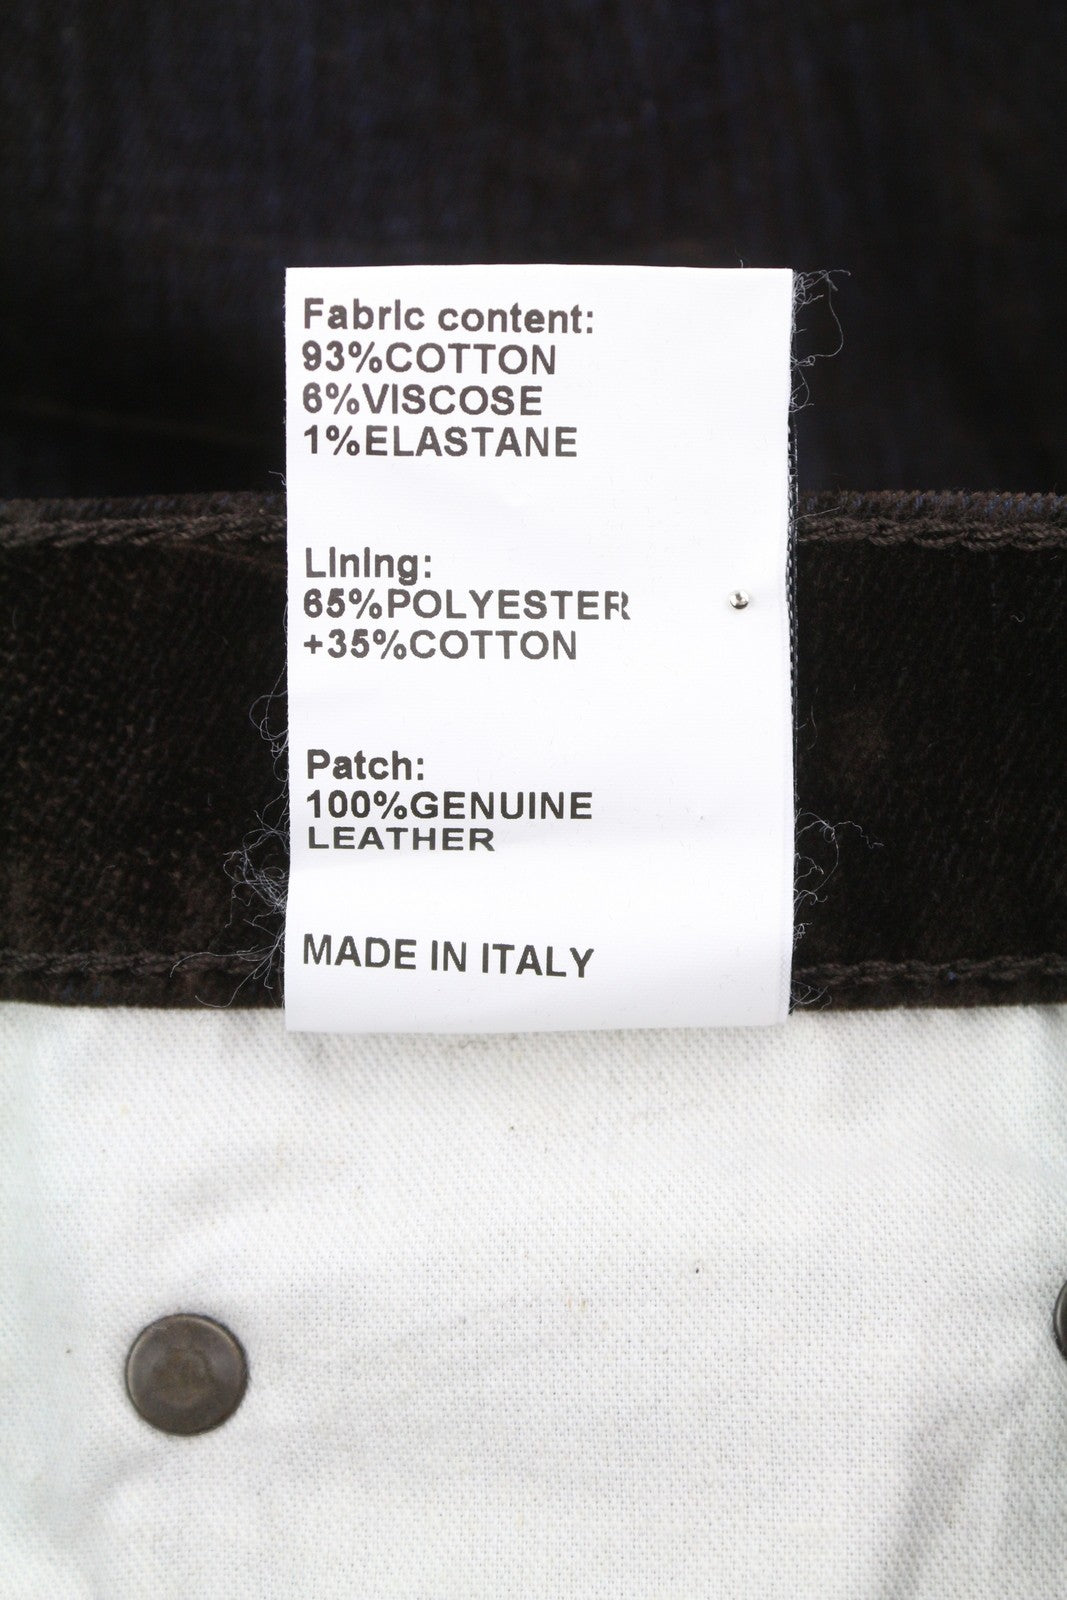 Fabric content:
93%COTTON
6%VISCOSE
1%ELASTANE
Lining:
65%POLYESTER
+35%COTTON
Patch:
100%GENUINE
LEATHER
MADE IN ITALY